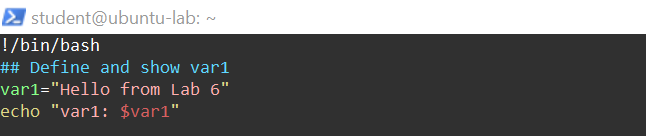 student@ubuntu-lab: ~
!/bin/bash
## Define and show var1
var1="Hello from Lab 6"
echo "var1: $var1"